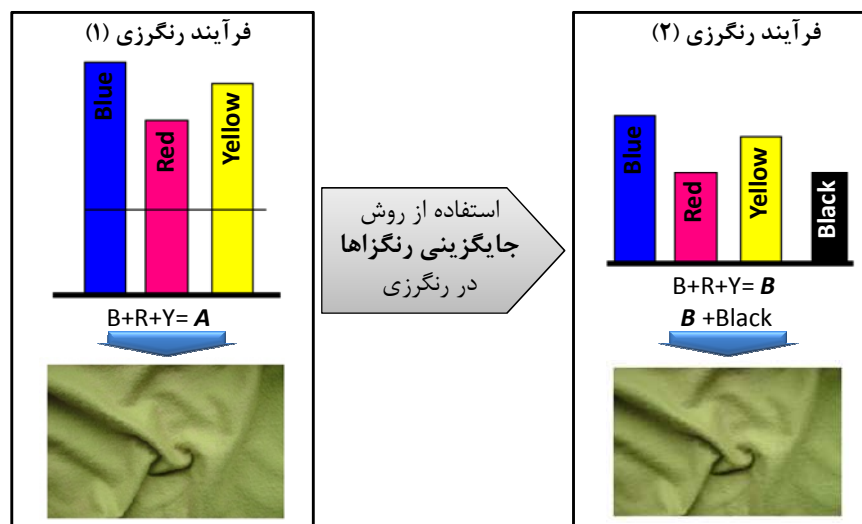 فرآیند رنگرزی (۱)
Blue
Red
Yellow
B+R+Y= A
استفاده از روش
جایگزینی رنگزاها
در رنگرزی
فرآیند رنگرزی (۲)
Blue
Red
Yellow
Black
B+R+Y= B
B +Black